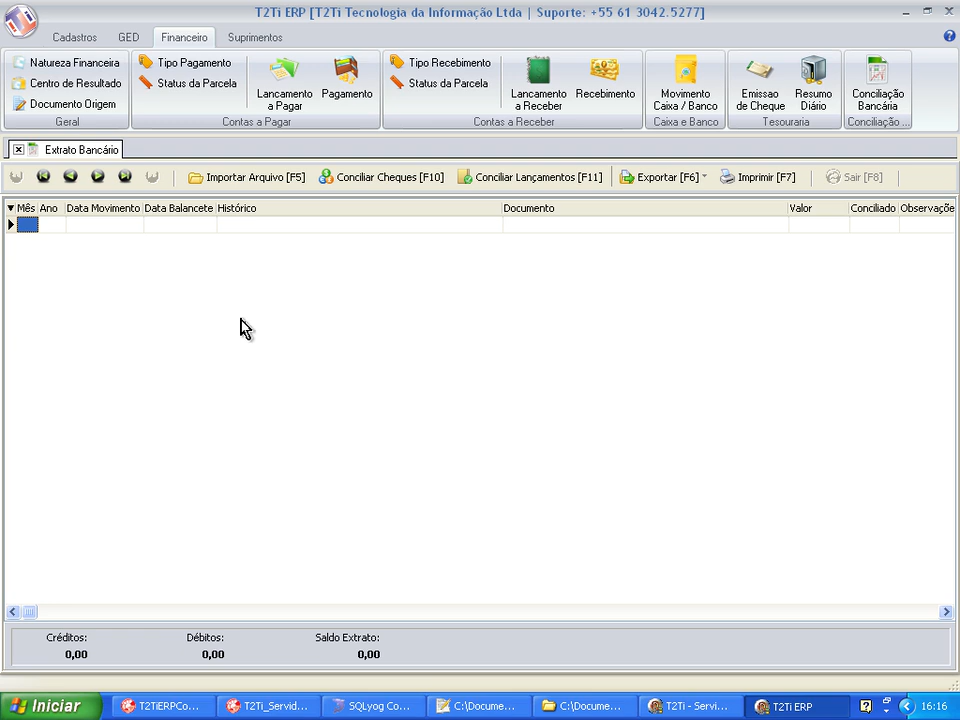 T2Ti ERP [T2Ti Tecnologia da Informação Ltda | Suporte: +55 61 3042.5277]
Cadastros GED Financeiro Suprimentos
Natureza Financeira
Centro de Resultado
Documento Origem
Geral
Tipo Pagamento
Status da Parcela
Lancamento
a Pagar
Pagamento
Contas a Pagar
Tipo Recebimento
Status da Parcela
Lancamento
a Receber
Recebimento
Contas a Receber
Movimento
Caixa / Banco
Caixa e Banco
Emissao
de Cheque
Resumo
Diário
Tesouraria
Conciliação
Bancária
Conciliação ...
Extrato Bancário
Importar Arquivo [F5] Conciliar Cheques [F10] Conciliar Lançamentos [F11] Exportar [F6] Imprimir [F7] Sair [F8]
Mês Ano Data Movimento Data Balancete Histórico Documento Valor Conciliado Observaçõe
Créditos: Débitos: Saldo Extrato:
0,00 0,00 0,00
Iniciar T2TiERPCo... T2Ti_Servid... SQLyog Co... C:\Docume... C:\Docume... T2Ti - Servi... T2Ti ERP 16:16